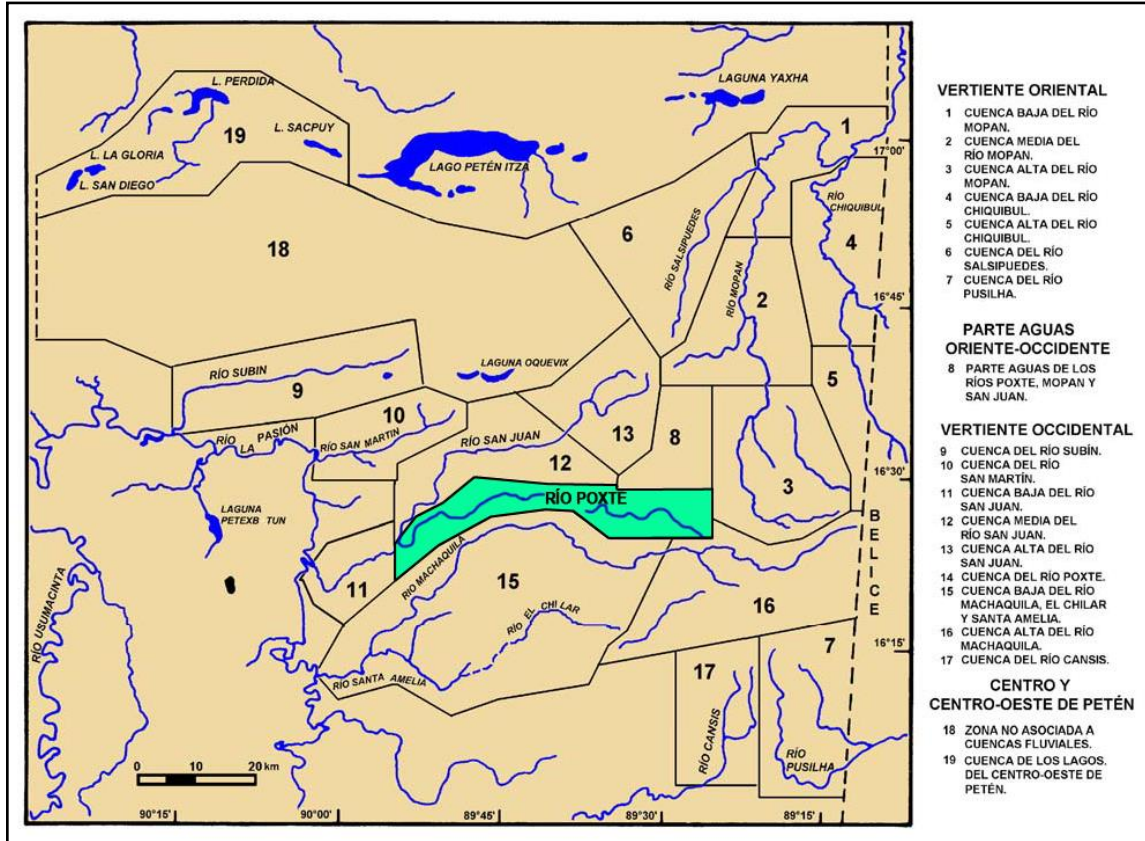 L. PERDIDA
LAGUNA YAXHA
19
L. SACPUY
1
L. LA GLORIA
LAGO PETÉN ITZA
17°00'
L. SAN DIEGO
RÍO
CHIQUIBUL
6
RÍO SALSIPUEDES
4
18
RÍO MOPAN
2
16°45'
LAGUNA OQUEVIX
RÍO SUBIN
9
5
10
RÍO
LA PASIÓN
RÍO SAN MARTIN
RÍO SAN JUAN
13
8
12
16°30'
3
RÍO POXTÉ
LAGUNA
PETEXB TUN
BELICE
RIO MACHAQUILA
11
15
RÍO EL CHILAR
16
RÍO USUMACINTA
16°15'
7
17
RÍO SANTA AMELIA
RÍO CANSIS
RÍO
PUSILHA
0 10 20 km
90°15'
90°00'
89°45'
89°30'
89°15'
VERTIENTE ORIENTAL
1 CUENCA BAJA DEL RÍO
MOPAN.
2 CUENCA MEDIA DEL
RÍO MOPAN.
3 CUENCA ALTA DEL RÍO
MOPAN.
4 CUENCA BAJA DEL RÍO
CHIQUIBUL.
5 CUENCA ALTA DEL RÍO
CHIQUIBUL.
6 CUENCA DEL RÍO
SALSIPUEDES.
7 CUENCA DEL RÍO
PUSILHA.
PARTE AGUAS
ORIENTE-OCCIDENTE
8 PARTE AGUAS DE LOS
RÍOS POXTE, MOPAN Y
SAN JUAN.
VERTIENTE OCCIDENTAL
9 CUENCA DEL RÍO SUBÍN.
10 CUENCA DEL RÍO
SAN MARTÍN.
11 CUENCA BAJA DEL RÍO
SAN JUAN.
12 CUENCA MEDIA DEL
RÍO SAN JUAN.
13 CUENCA ALTA DEL RÍO
SAN JUAN.
14 CUENCA DEL RÍO POXTE.
15 CUENCA BAJA DEL RÍO
MACHAQUILA, EL CHILAR
Y SANTA AMELIA.
16 CUENCA ALTA DEL RÍO
MACHAQUILA.
17 CUENCA DEL RÍO CANSIS.
CENTRO Y
CENTRO-OESTE DE PETÉN
18 ZONA NO ASOCIADA A
CUENCAS FLUVIALES.
19 CUENCA DE LOS LAGOS.
DEL CENTRO-OESTE DE
PETÉN.